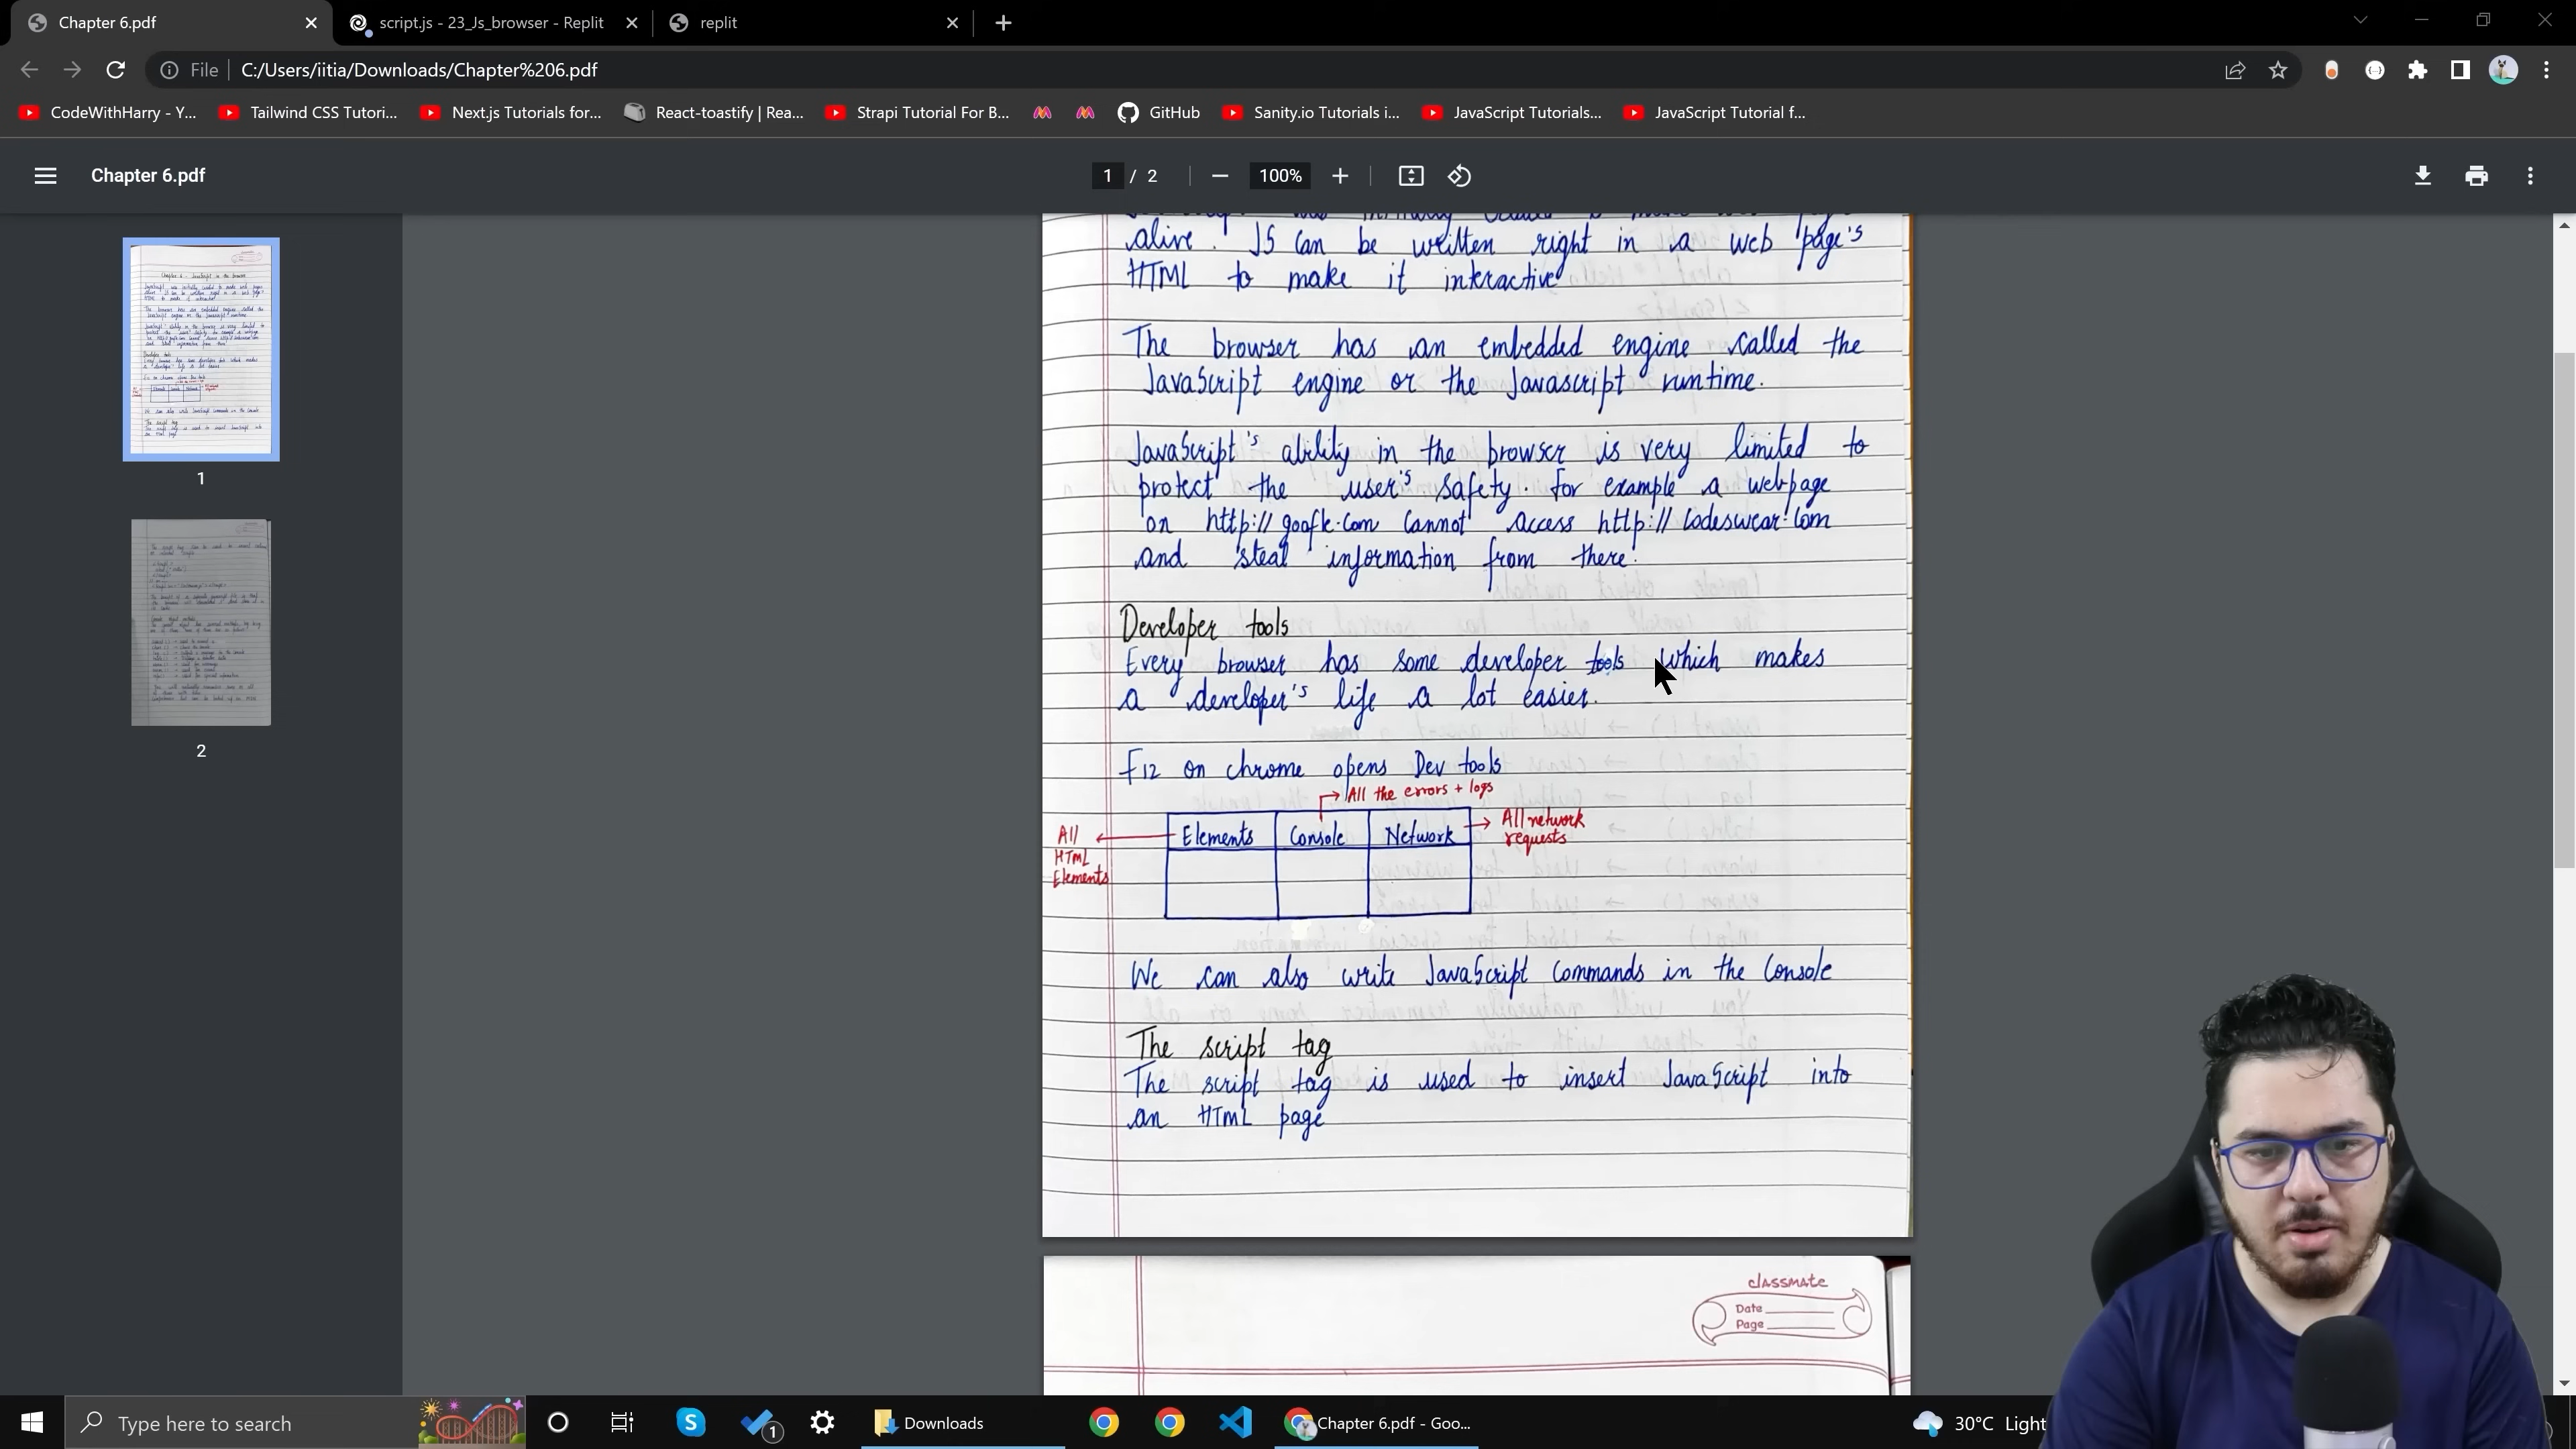 Chapter 6.pdf
script.js - 23_Js_browser - Replit
replit
File C:/Users/iitia/Downloads/Chapter%206.pdf
CodeWithHarry - Y...
Tailwind CSS Tutori...
Next.js Tutorials for...
React-toastify | Rea...
Strapi Tutorial For B...
GitHub
Sanity.io Tutorials i...
JavaScript Tutorials...
JavaScript Tutorial f...
Chapter 6.pdf
1 / 2
100%
1
2
alive. JS can be written right in a web page's
HTML to make it interactive
The browser has an embedded engine called the
JavaScript engine or the Javascript runtime.
JavaScript's ability in the browser is very limited to
protect the user's safety. for example a webpage
on http://google.com cannot access http://codeswear.com
and steal information from there.
Developer tools
Every browser has some developer tools which makes
a developer's life a lot easier.
F12 on chrome opens Dev tools
All the errors + logs
All
HTML
Elements
Elements Console Network
All network
requests
We can also write JavaScript commands in the console
The script tag
The script tag is used to insert JavaScript into
an HTML page
classmate
Date
Page
Type here to search
1
Downloads
Chapter 6.pdf - Goo...
30°C Light